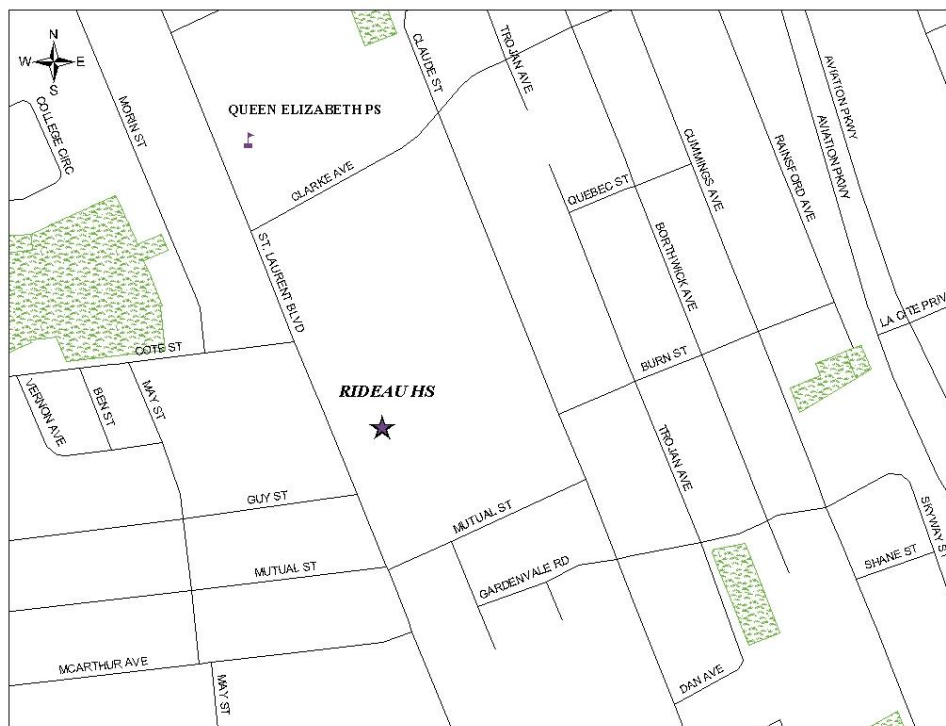 N
W E
S
COLLEGE CIRC
MORIN ST
QUEEN ELIZABETH PS
CLARKE AVE
CLAUDE ST
TROJAN AVE
AVIATION PKWY
AVIATION PKWY
CUMMINGS AVE
RAINSFORD AVE
QUEBEC ST
BORTHWICK AVE
ST. LAURENT BLVD
LA CITE PRIV
COTE ST
BURN ST
VERNON AVE
BEN ST
MAY ST
RIDEAU HS
TROJAN AVE
GUY ST
MUTUAL ST
SKYWAY ST
MUTUAL ST
GARDENVALE RD
SHANE ST
MCARTHUR AVE
MAY ST
DAN AVE